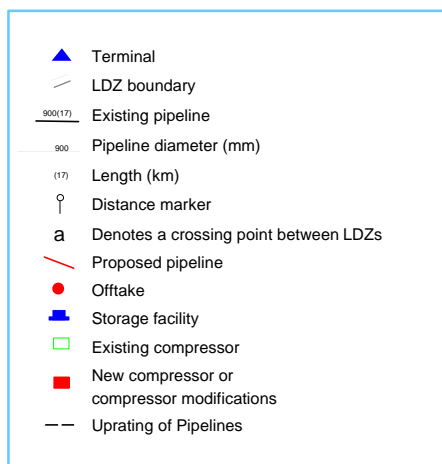 Terminal
LDZ boundary
900(17) Existing pipeline
900 Pipeline diameter (mm)
(17) Length (km)
Distance marker
a Denotes a crossing point between LDZs
Proposed pipeline
Offtake
Storage facility
Existing compressor
New compressor or
compressor modifications
Uprating of Pipelines